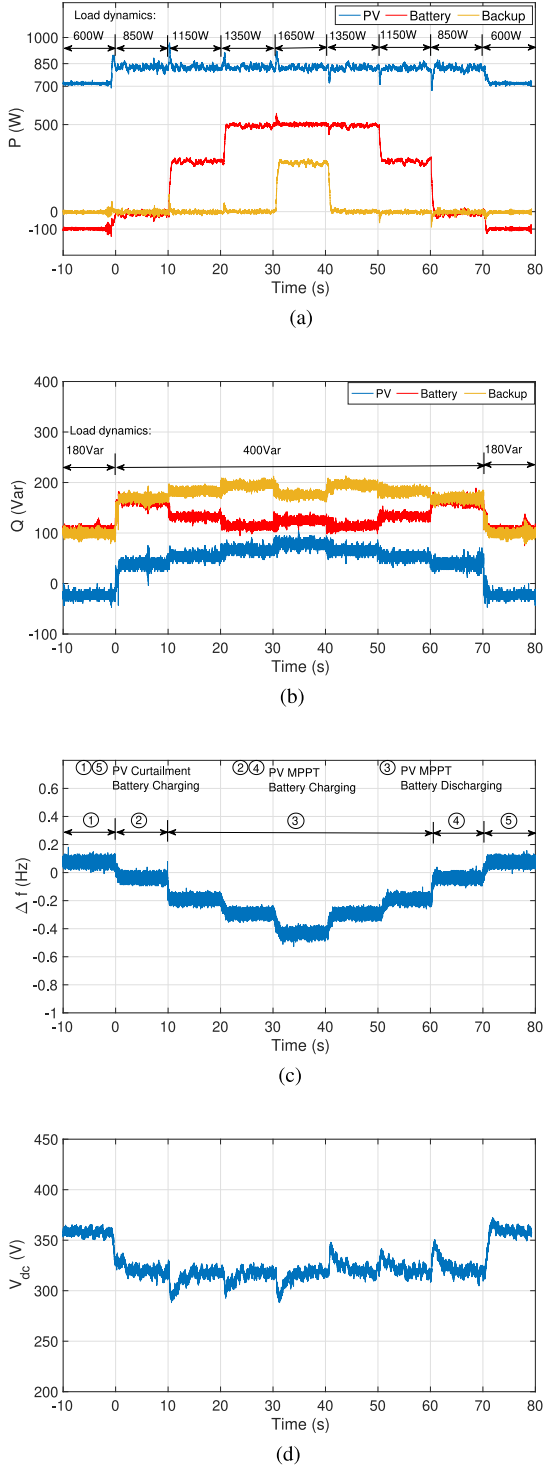 Load dynamics:
PV Battery Backup
600W 850W 1150W 1350W 1650W 1350W 1150W 850W 600W
1000
850
700
500
0
-100
P (W)
-10 0 10 20 30 40 50 60 70 80
Time (s)
(a)
400
300
200
100
0
-100
Q (Var)
PV Battery Backup
Load dynamics:
180Var 400Var 180Var
-10 0 10 20 30 40 50 60 70 80
Time (s)
(b)
①⑤ PV Curtailment
Battery Charging
②④ PV MPPT
Battery Charging
③ PV MPPT
Battery Discharging
① ② ③ ④ ⑤
0.6
0.4
0.2
0
-0.2
-0.4
-0.6
-0.8
-1
Δ f (Hz)
-10 0 10 20 30 40 50 60 70 80
Time (s)
(c)
450
400
350
300
250
200
V_dc (V)
-10 0 10 20 30 40 50 60 70 80
Time (s)
(d)